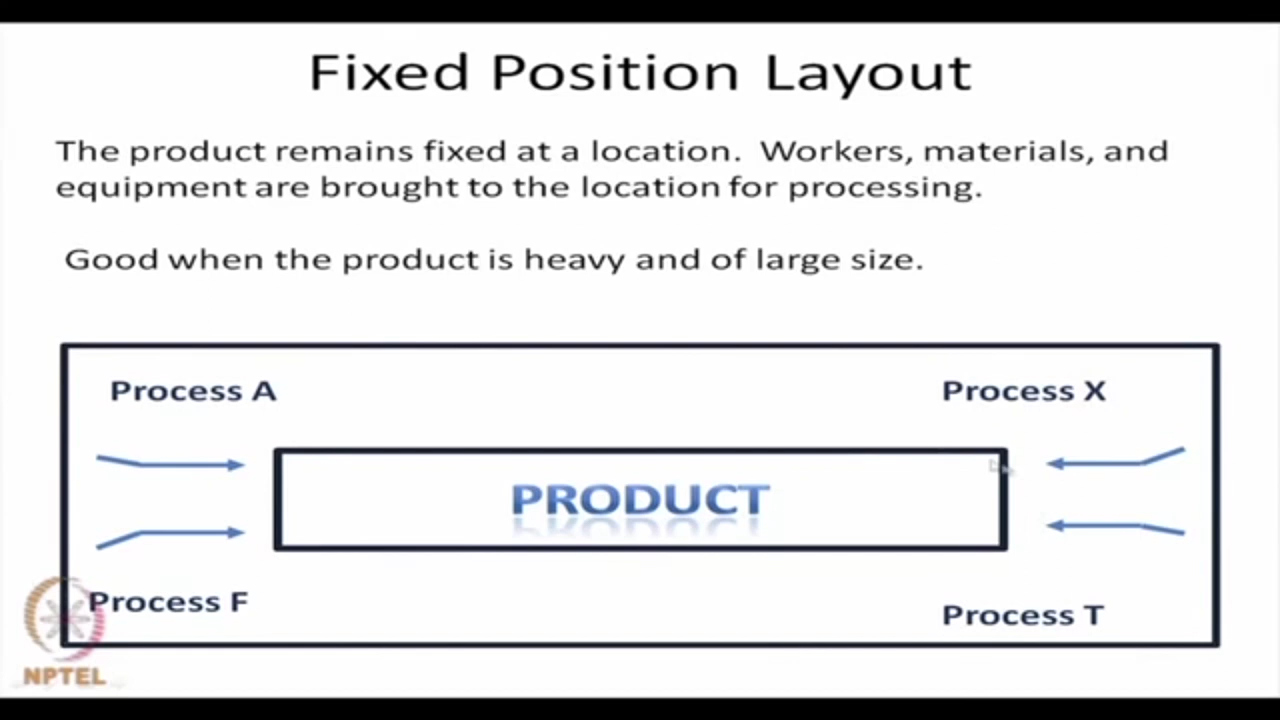 Fixed Position Layout
The product remains fixed at a location. Workers, materials, and
equipment are brought to the location for processing.
Good when the product is heavy and of large size.
Process A
Process X
PRODUCT
Process F
Process T
NPTEL